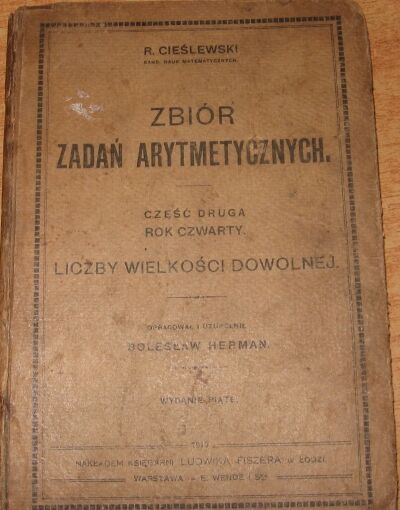 R. CIEŚLEWSKI
KAND. NAUK MATEMATYCZNYCH.
ZBIÓR
ZADAŃ ARYTMETYCZNYCH.
CZĘŚĆ DRUGA
ROK CZWARTY.
LICZBY WIELKOŚCI DOWOLNEJ.
OPRACOWAŁ I UZUPEŁNIŁ
BOLESŁAW HERMAN.
WYDANIE PIĄTE.
NAKŁADEM KSIĘGARNI LUDWIKA FISZERA W ŁODZI.
WARSZAWA – E. WENDE I S-KA